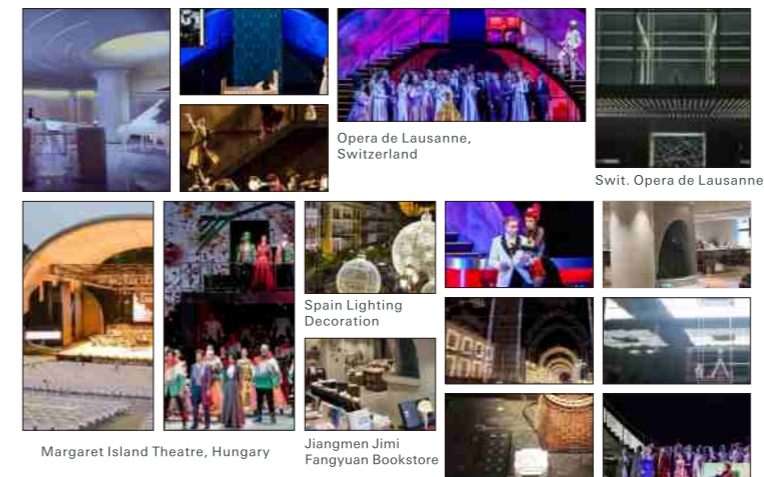 Opera de Lausanne,
Switzerland
Swit. Opera de Lausanne
Spain Lighting
Decoration
Margaret Island Theatre, Hungary
Jiangmen Jimi
Fangyuan Bookstore